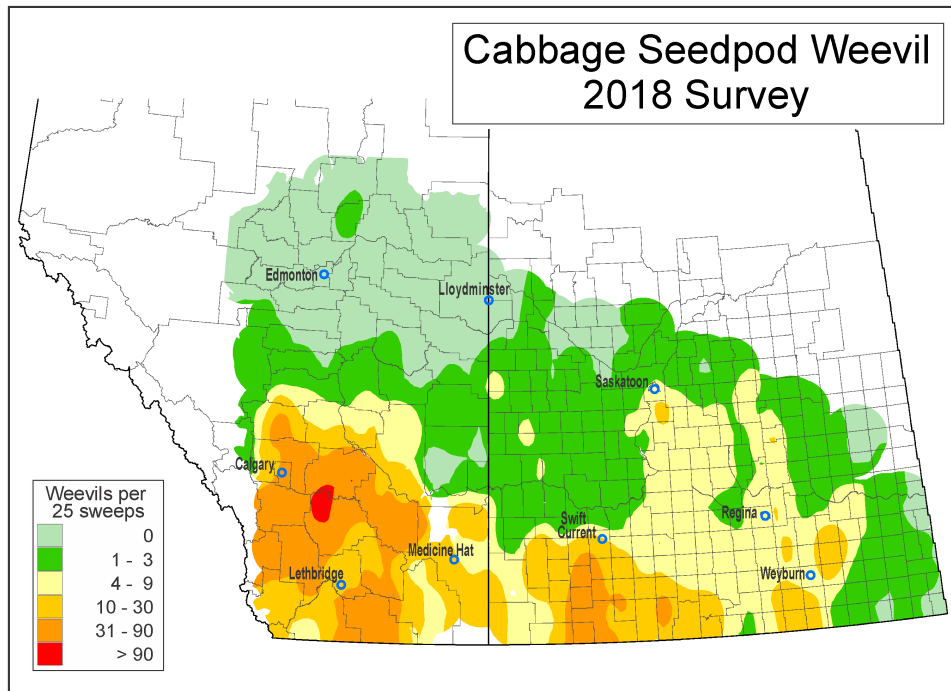 Cabbage Seedpod Weevil
2018 Survey
Edmonton
Lloydminster
Saskatoon
Calgary
Weevils per
25 sweeps
0
1 - 3
4 - 9
10 - 30
31 - 90
> 90
Regina
Swift
Current
Medicine Hat
Lethbridge
Weyburn